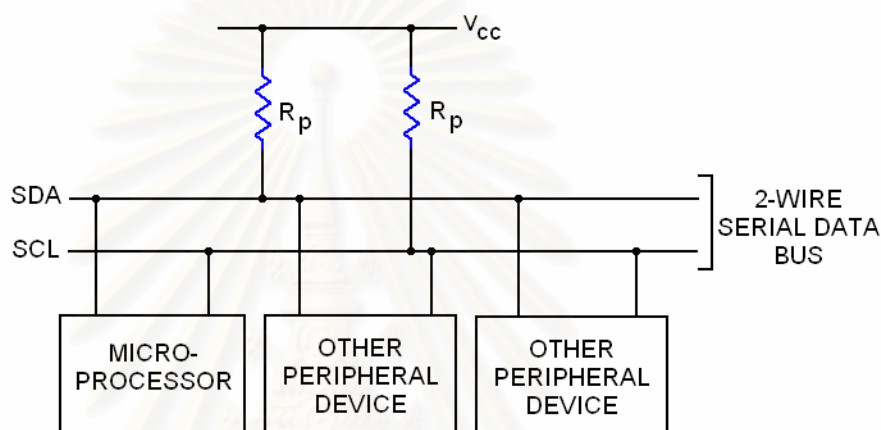 Vcc
Rp
Rp
SDA
SCL
2-WIRE
SERIAL DATA
BUS
MICRO-
PROCESSOR
OTHER
PERIPHERAL
DEVICE
OTHER
PERIPHERAL
DEVICE